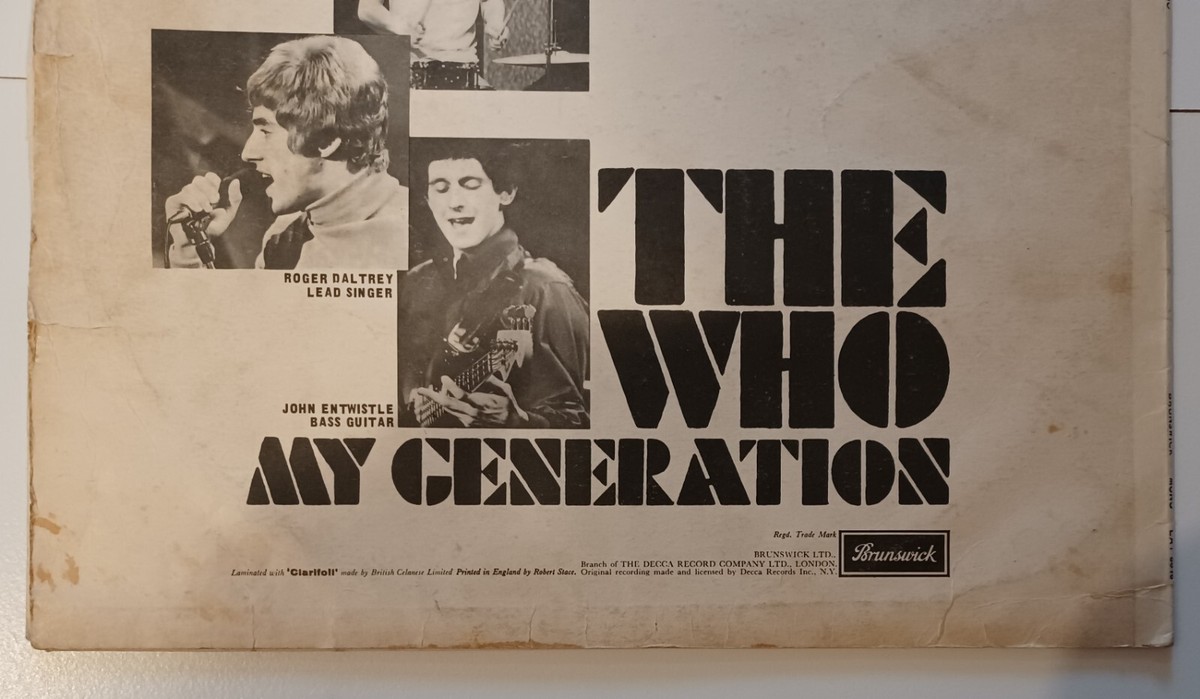 ROGER DALTREY
LEAD SINGER
JOHN ENTWISTLE
BASS GUITAR
THE
WHO
MY GENERATION
Regd. Trade Mark
Brunswick
BRUNSWICK LTD.,
Branch of THE DECCA RECORD COMPANY LTD., LONDON.
Laminated with 'Clarifoil' made by British Celanese Limited Printed in England by Robert Stace. Original recording made and licensed by Decca Records Inc., N.Y.